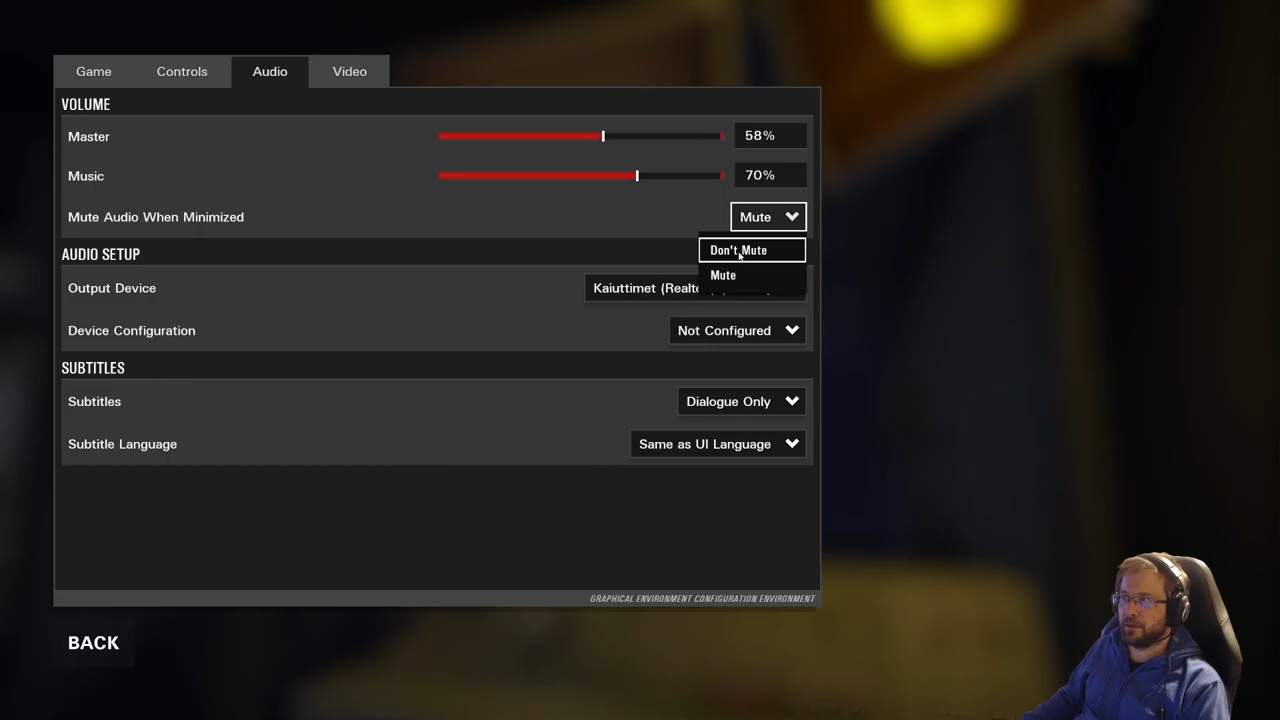 Game Controls Audio Video
VOLUME
Master 58%
Music 70%
Mute Audio When Minimized Mute
Don't Mute
AUDIO SETUP
Mute
Output Device Kaiuttimet
Device Configuration Not Configured
SUBTITLES
Subtitles Dialogue Only
Subtitle Language Same as UI Language
GRAPHICAL ENVIRONMENT CONFIGURATION ENVIRONMENT
BACK